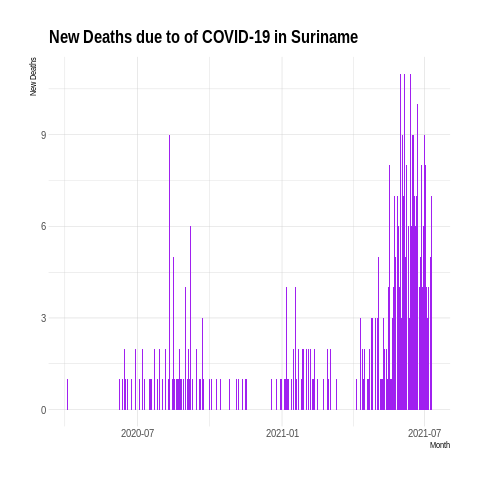 New Deaths due to of COVID-19 in Suriname
New Deaths
9
6
3
0
2020-07
2021-01
2021-07
Month